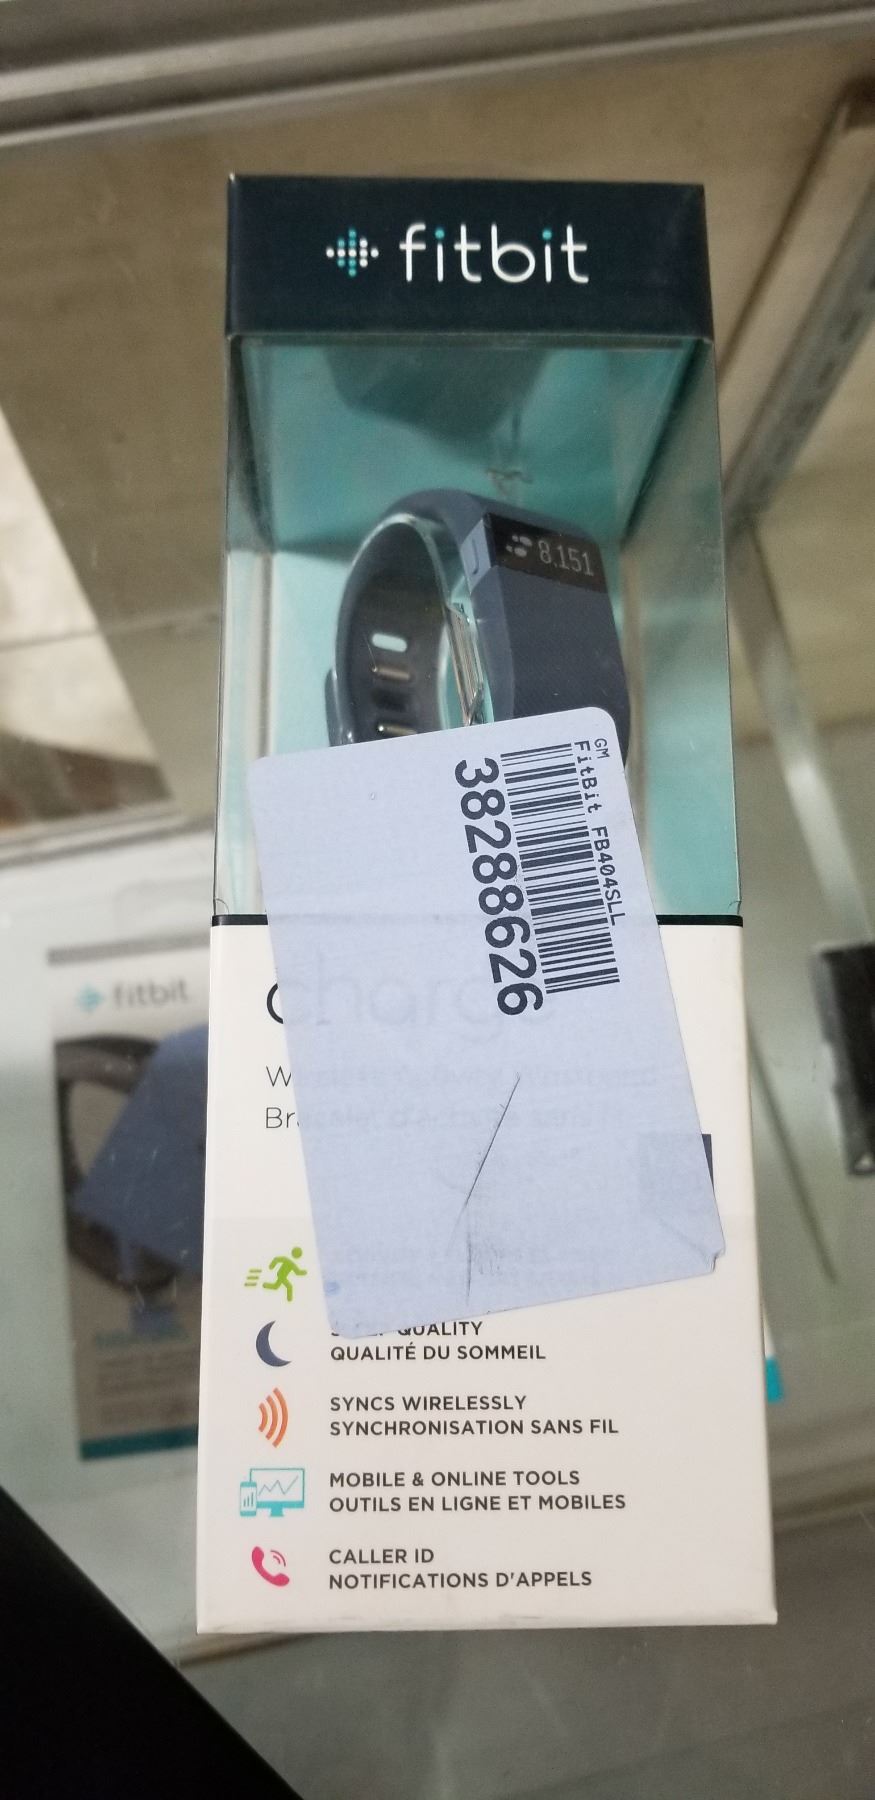 fitbit
8,151
GM
FitBit FB404SLL
38288626
charge
fitbit
QUALITY
QUALITÉ DU SOMMEIL
SYNCS WIRELESSLY
SYNCHRONISATION SANS FIL
MOBILE & ONLINE TOOLS
OUTILS EN LIGNE ET MOBILES
CALLER ID
NOTIFICATIONS D'APPELS